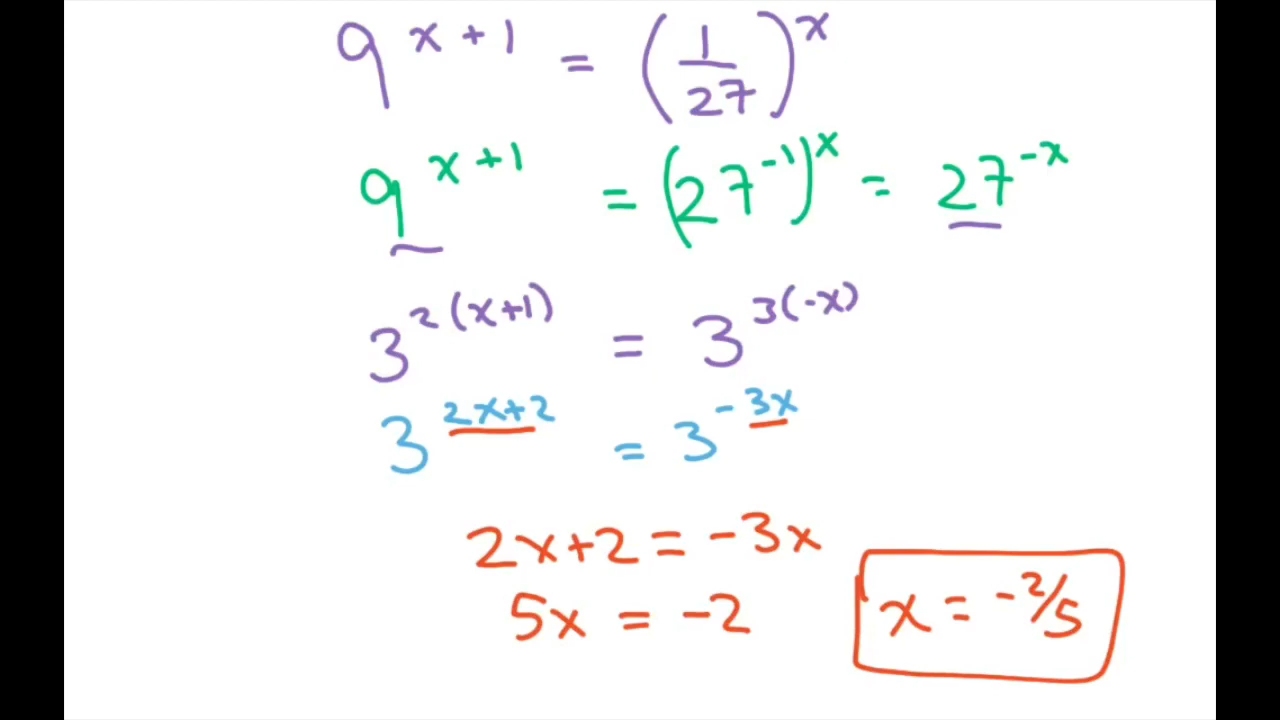 9^{x+1} = (1/27)^x
9^{x+1} = (27^{-1})^x = 27^{-x}
3^{2(x+1)} = 3^{3(-x)}
3^{2x+2} = 3^{-3x}
2x+2 = -3x
5x = -2
x = -2/5